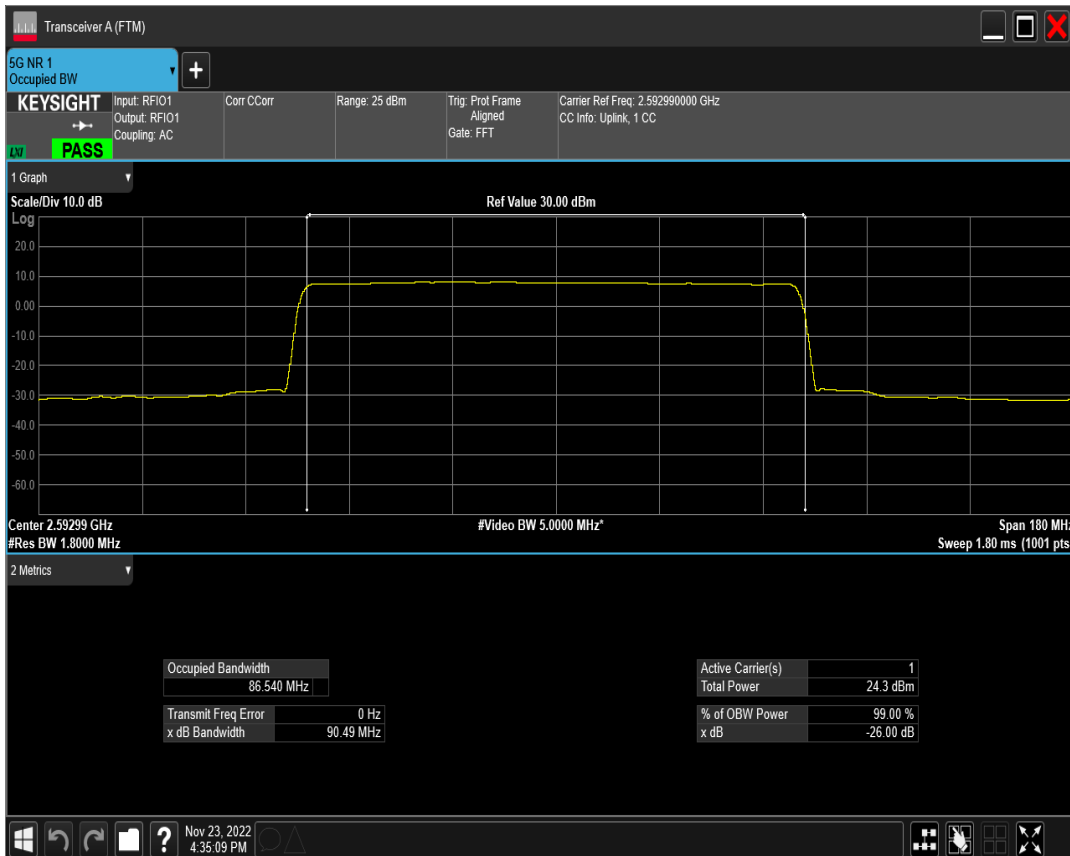 Transceiver A (FTM)
5G NR 1
Occupied BW
+
KEYSIGHT
LXI
PASS
Input: RFIO1
Output: RFIO1
Coupling: AC
Corr CCorr
Range: 25 dBm
Trig: Prot Frame
Aligned
Gate: FFT
Carrier Ref Freq: 2.592990000 GHz
CC Info: Uplink, 1 CC
1 Graph
Scale/Div 10.0 dB
Ref Value 30.00 dBm
Log
20.0
10.0
0.00
-10.0
-20.0
-30.0
-40.0
-50.0
-60.0
Center 2.59299 GHz
#Video BW 5.0000 MHz*
Span 180 MHz
#Res BW 1.8000 MHz
Sweep 1.80 ms (1001 pts
2 Metrics
Occupied Bandwidth
86.540 MHz
Transmit Freq Error 0 Hz
x dB Bandwidth 90.49 MHz
Active Carrier(s) 1
Total Power 24.3 dBm
% of OBW Power 99.00 %
x dB -26.00 dB
?
Nov 23, 2022
4:35:09 PM